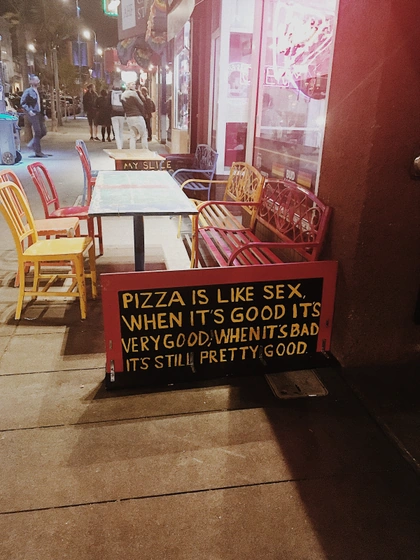 MY SLICE
PIZZA IS LIKE SEX,
WHEN IT'S GOOD IT'S
VERY GOOD, WHEN IT'S BAD
IT'S STILL PRETTY GOOD.